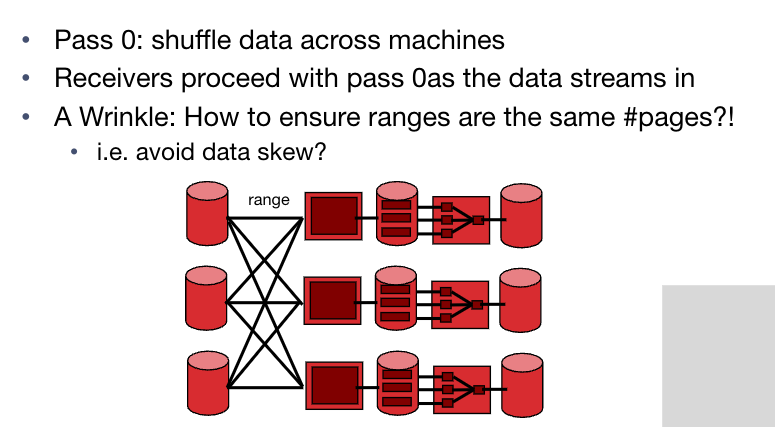 • Pass 0: shuffle data across machines
• Receivers proceed with pass 0as the data streams in
• A Wrinkle: How to ensure ranges are the same #pages?!
• i.e. avoid data skew?
range